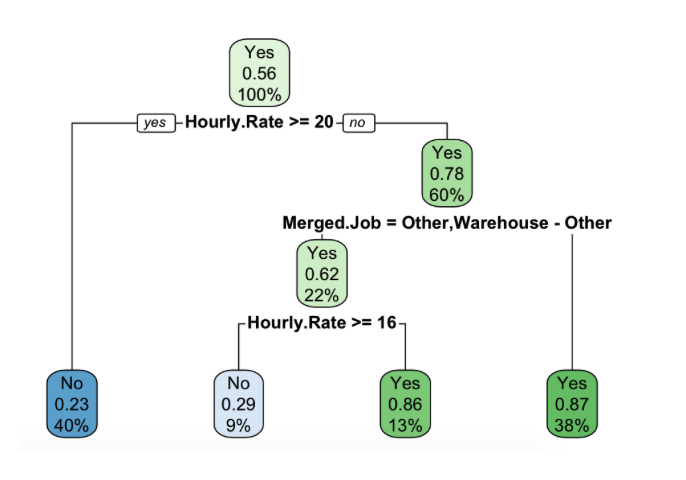 Yes
0.56
100%
yes Hourly.Rate >= 20 no
Yes
0.78
60%
Merged.Job = Other,Warehouse - Other
Yes
0.62
22%
Hourly.Rate >= 16
No
0.23
40%
No
0.29
9%
Yes
0.86
13%
Yes
0.87
38%